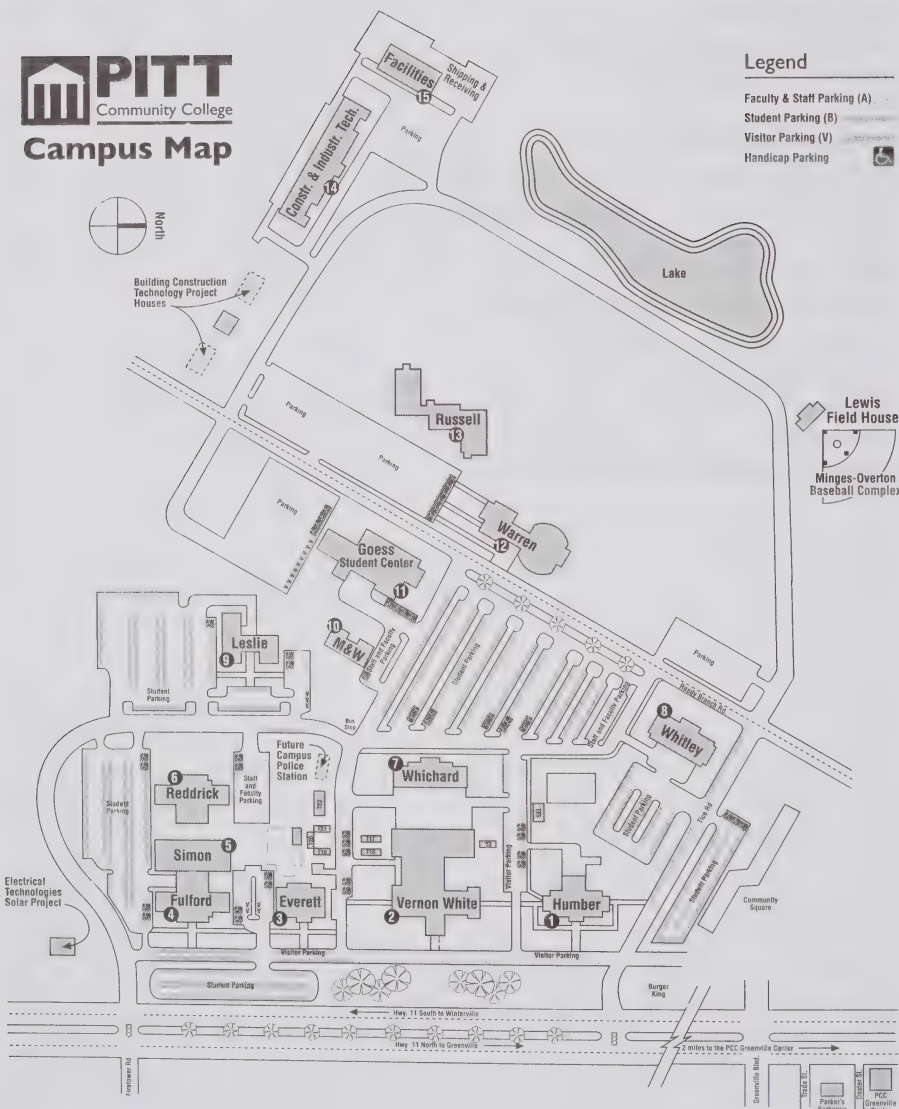 PITT
Community College
Campus Map
North
Legend
Faculty & Staff Parking (A)
Student Parking (B)
Visitor Parking (V)
Handicap Parking
Facilities
15
Shipping &
Receiving
Parking
Constr. & Industr. Tech.
14
Lake
Building Construction
Technology Project
Houses
Lewis
Field House
Minges-Overton
Baseball Complex
Parking
Russell
13
Parking
Parking
Warren
12
Goess
Student Center
11
10
M&W
Staff and Faculty
Parking
Leslie
9
Student
Parking
Bus
Stop
Student Parking
Staff and Faculty Parking
Parking
Reedy Branch Rd
8
Whitley
Future
Campus
Police
Station
7
Whichard
6
Reddrick
Staff
and
Faculty
Parking
Student
Parking
Student Parking
Tice Rd
Student Parking
Community
Square
Simon
5
Fulford
4
V V
Everett
3
Vernon White
2
Visitor Parking
Humber
1
Electrical
Technologies
Solar Project
Visitor Parking
Visitor Parking
Student Parking
Burger
King
Hwy. 11 South to Winterville
Hwy 11 North to Greenville
2 miles to the PCC Greenville Center
Firetower Rd
Greenville Blvd.
Trade St.
Parker's
Dexter St.
PCC
Greenville